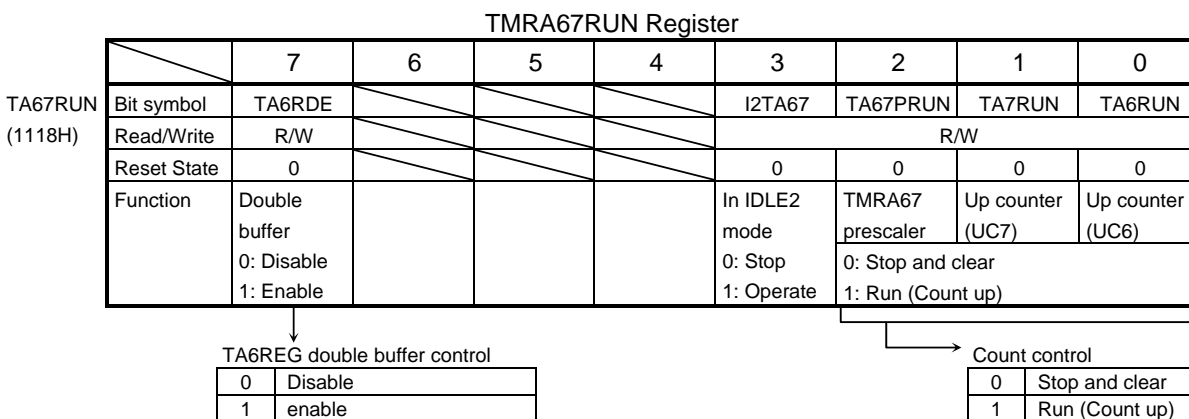 TMRA67RUN Register
7 6 5 4 3 2 1 0
TA67RUN Bit symbol TA6RDE I2TA67 TA67PRUN TA7RUN TA6RUN
(1118H) Read/Write R/W R/W
Reset State 0 0 0 0 0
Function Double In IDLE2 TMRA67 Up counter Up counter
buffer mode prescaler (UC7) (UC6)
0: Disable 0: Stop 0: Stop and clear
1: Enable 1: Operate 1: Run (Count up)
TA6REG double buffer control Count control
0 Disable 0 Stop and clear
1 enable 1 Run (Count up)